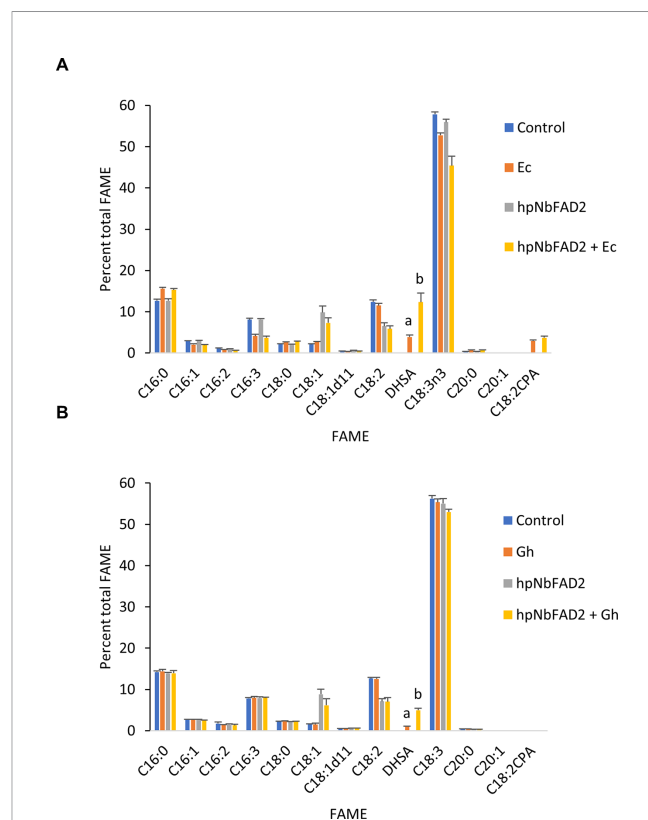 A
Percent total FAME
60
50
40
30
20
10
0
Control
Ec
hpNbFAD2
hpNbFAD2 + Ec
a
b
C16:0
C16:1
C16:2
C16:3
C18:0
C18:1
C18:1d11
C18:2
DHSA
C18:3n3
C20:0
C20:1
C18:2CPA
FAME
B
Percent total FAME
60
50
40
30
20
10
0
Control
Gh
hpNbFAD2
hpNbFAD2 + Gh
a
b
C16:0
C16:1
C16:2
C16:3
C18:0
C18:1
C18:1d11
C18:2
DHSA
C18:3
C20:0
C20:1
C18:2CPA
FAME